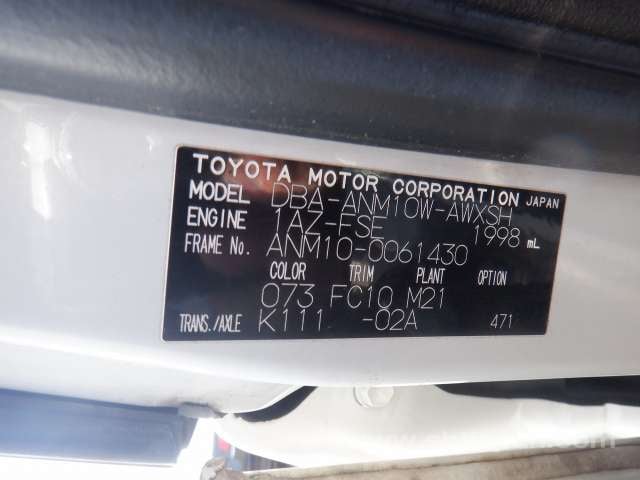 TOYOTA MOTOR CORPORATION JAPAN
MODEL DBA-ANM10W-AWXSH
ENGINE 1AZ-FSE 1998 mL
FRAME No. ANM10-0061430
COLOR TRIM PLANT OPTION
073 FC10 M21
TRANS./AXLE K111 -02A 471